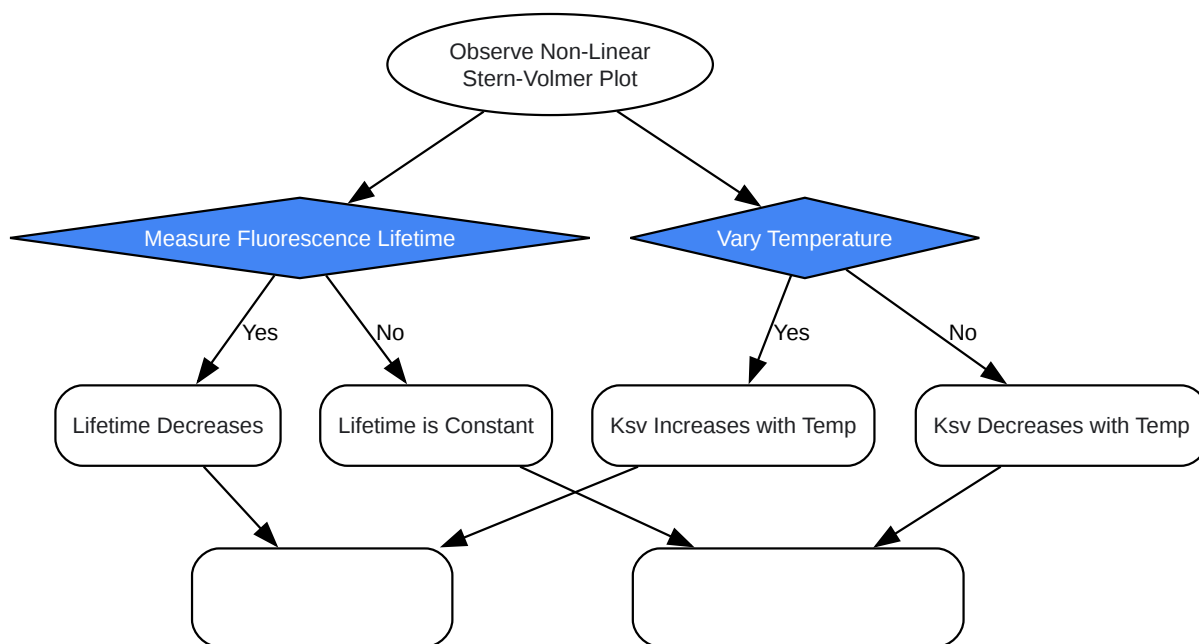 Observe Non-Linear
Stern-Volmer Plot
Measure Fluorescence Lifetime
Vary Temperature
Yes
No
Yes
No
Lifetime Decreases
Lifetime is Constant
Ksv Increases with Temp
Ksv Decreases with Temp